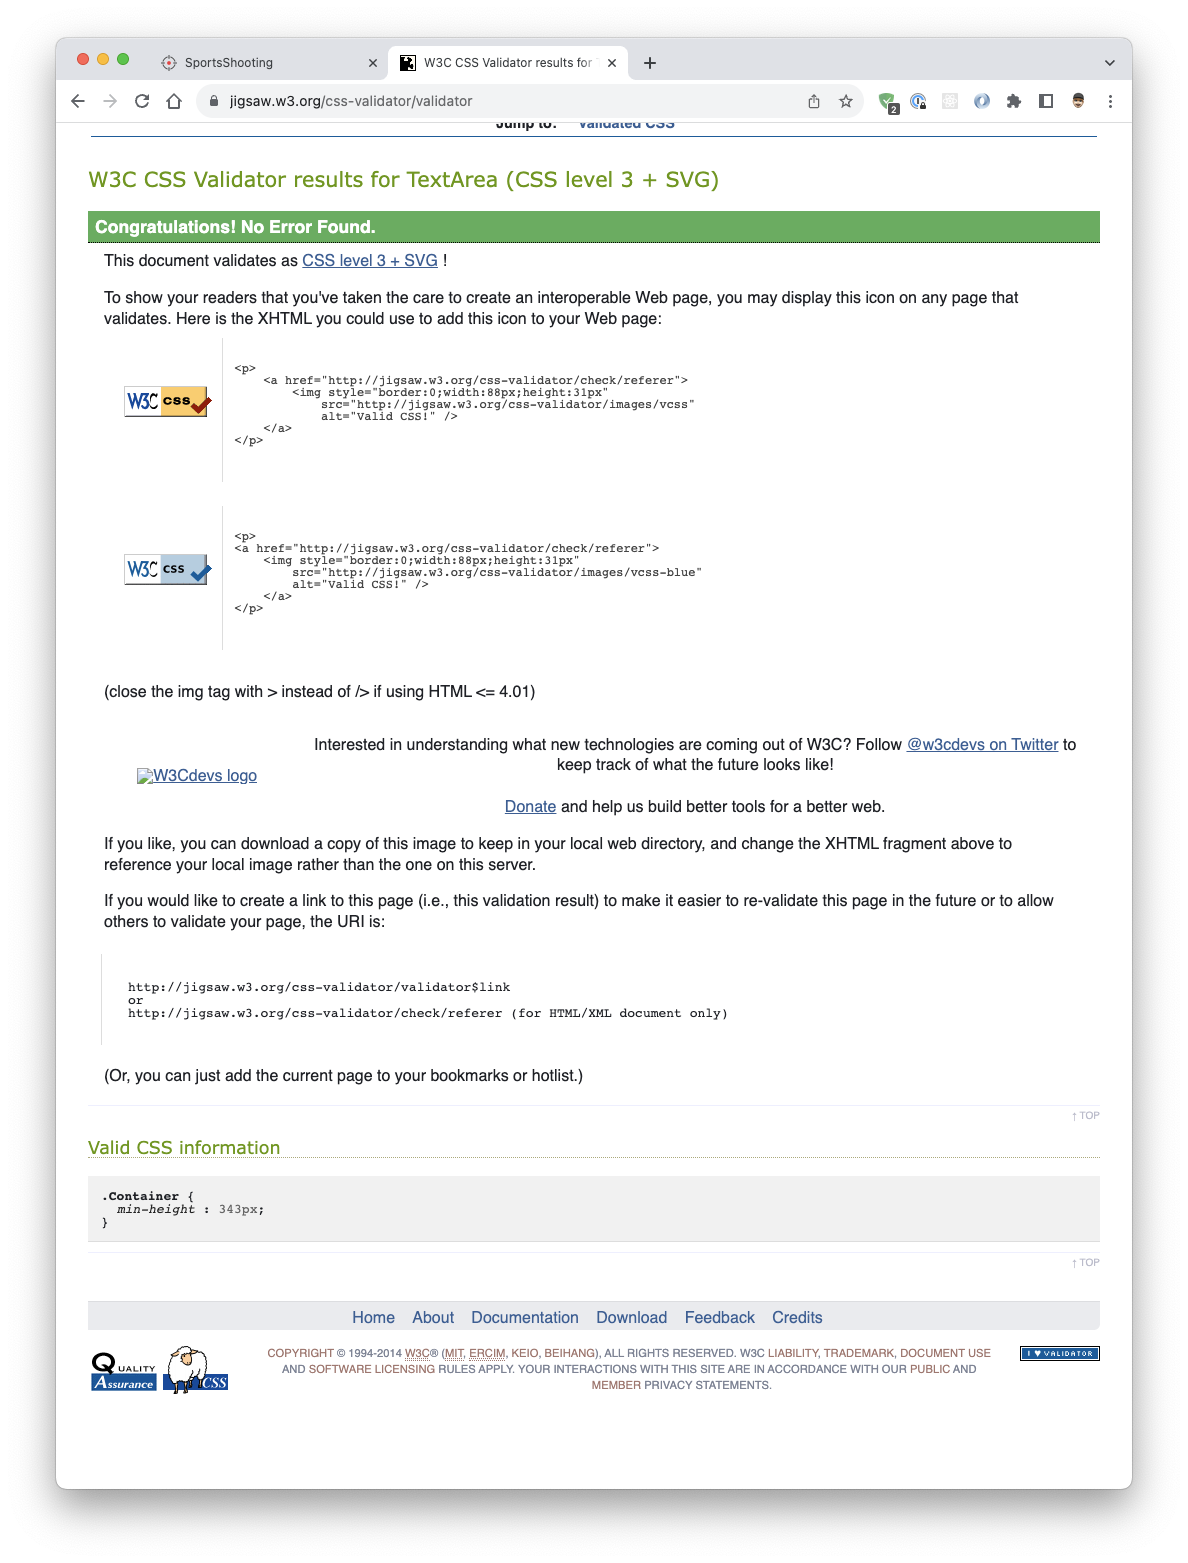 SportsShooting
W3C CSS Validator results for
jigsaw.w3.org/css-validator/validator
2
Jump to: Validated CSS
W3C CSS Validator results for TextArea (CSS level 3 + SVG)
Congratulations! No Error Found.
This document validates as CSS level 3 + SVG !
To show your readers that you've taken the care to create an interoperable Web page, you may display this icon on any page that
validates. Here is the XHTML you could use to add this icon to your Web page:
W3C css
<p>
<a href="http://jigsaw.w3.org/css-validator/check/referer">
<img style="border:0;width:88px;height:31px"
src="http://jigsaw.w3.org/css-validator/images/vcss"
alt="Valid CSS!" />
</a>
</p>
W3C css
<p>
<a href="http://jigsaw.w3.org/css-validator/check/referer">
<img style="border:0;width:88px;height:31px"
src="http://jigsaw.w3.org/css-validator/images/vcss-blue"
alt="Valid CSS!" />
</a>
</p>
(close the img tag with > instead of /> if using HTML <= 4.01)
Interested in understanding what new technologies are coming out of W3C? Follow @w3cdevs on Twitter to
keep track of what the future looks like!
W3Cdevs logo
Donate and help us build better tools for a better web.
If you like, you can download a copy of this image to keep in your local web directory, and change the XHTML fragment above to
reference your local image rather than the one on this server.
If you would like to create a link to this page (i.e., this validation result) to make it easier to re-validate this page in the future or to allow
others to validate your page, the URI is:
http://jigsaw.w3.org/css-validator/validator$link
or
http://jigsaw.w3.org/css-validator/check/referer (for HTML/XML document only)
(Or, you can just add the current page to your bookmarks or hotlist.)
↑ TOP
Valid CSS information
.Container {
min-height : 343px;
}
↑ TOP
Home About Documentation Download Feedback Credits
QUALITY
Assurance
CSS
COPYRIGHT © 1994-2014 W3C® (MIT, ERCIM, KEIO, BEIHANG), ALL RIGHTS RESERVED. W3C LIABILITY, TRADEMARK, DOCUMENT USE
AND SOFTWARE LICENSING RULES APPLY. YOUR INTERACTIONS WITH THIS SITE ARE IN ACCORDANCE WITH OUR PUBLIC AND
MEMBER PRIVACY STATEMENTS.
I ♥ VALIDATOR